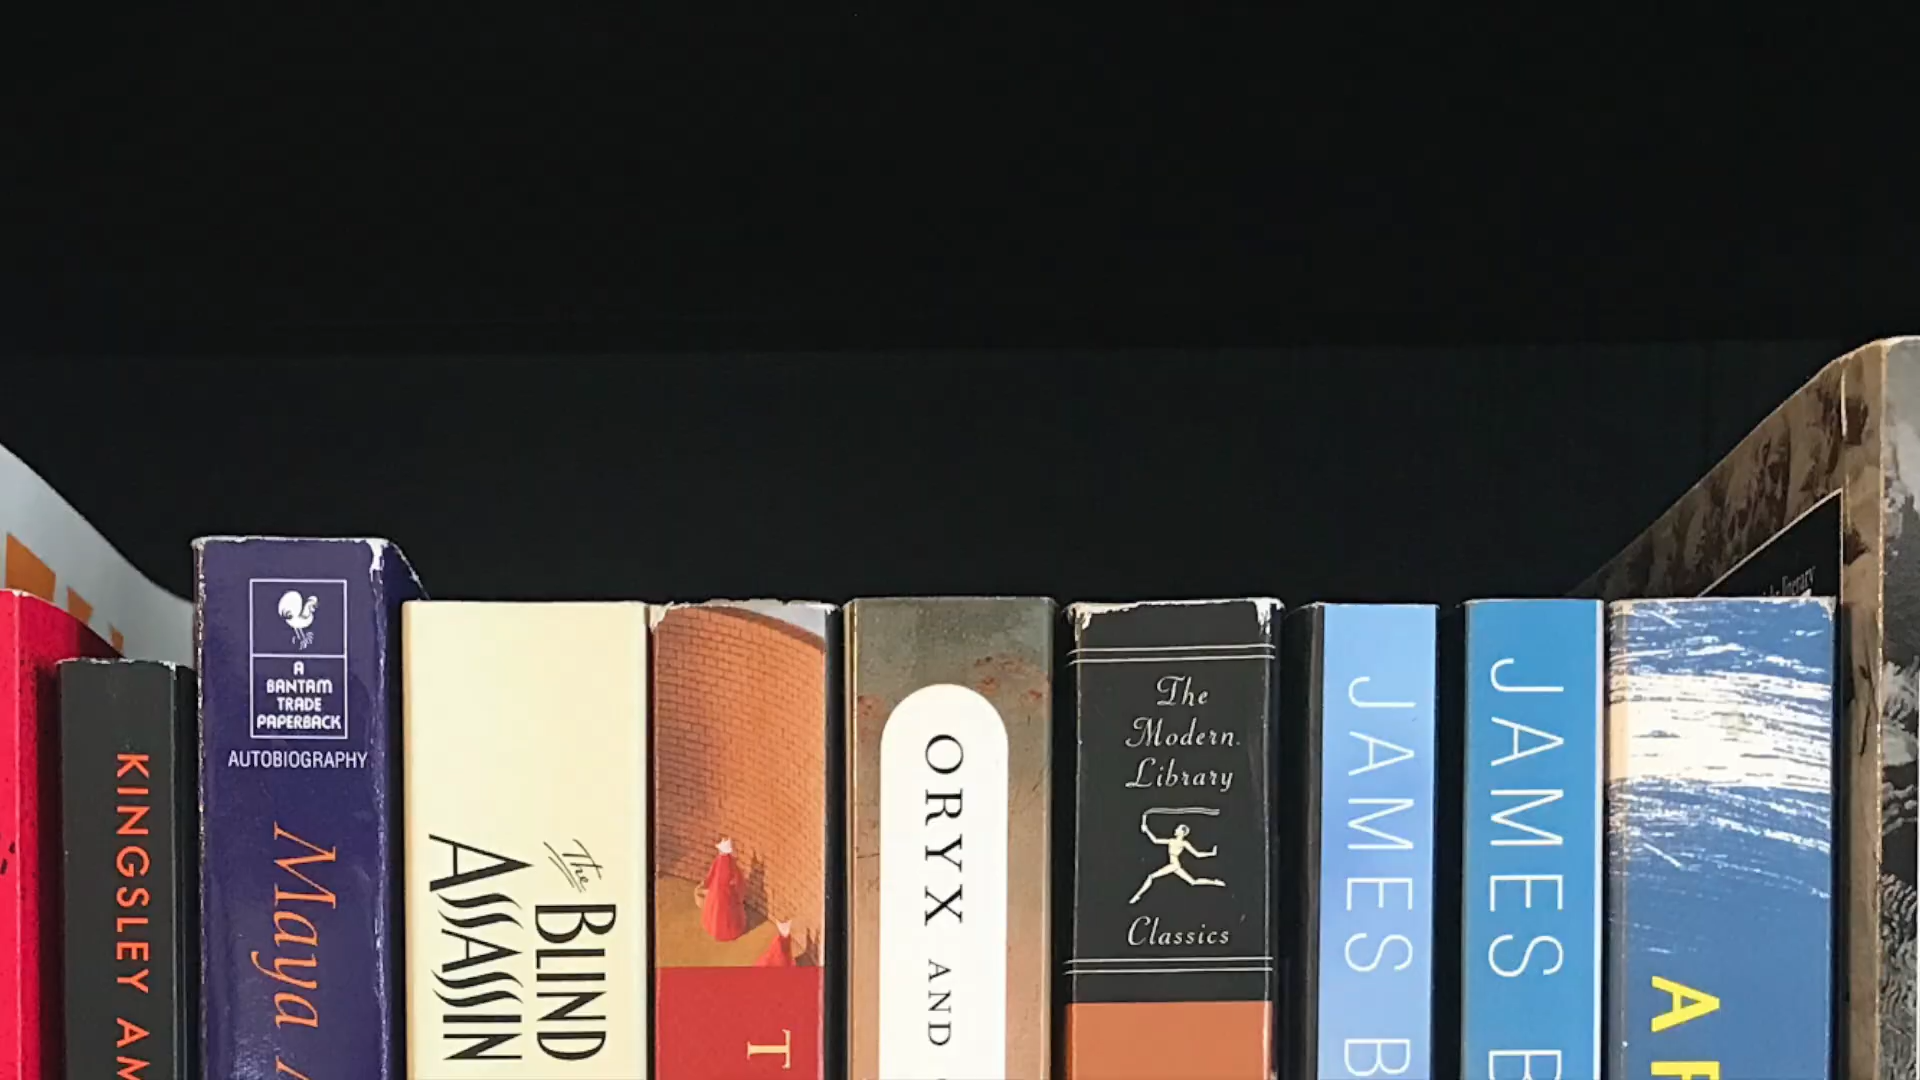 KINGSLEY AM
A
BANTAM
TRADE
PAPERBACK
AUTOBIOGRAPHY
Maya
The
BLIND
ASSASSIN
T
ORYX AND
The
Modern
Library
Classics
JAMES B
JAMES B
A